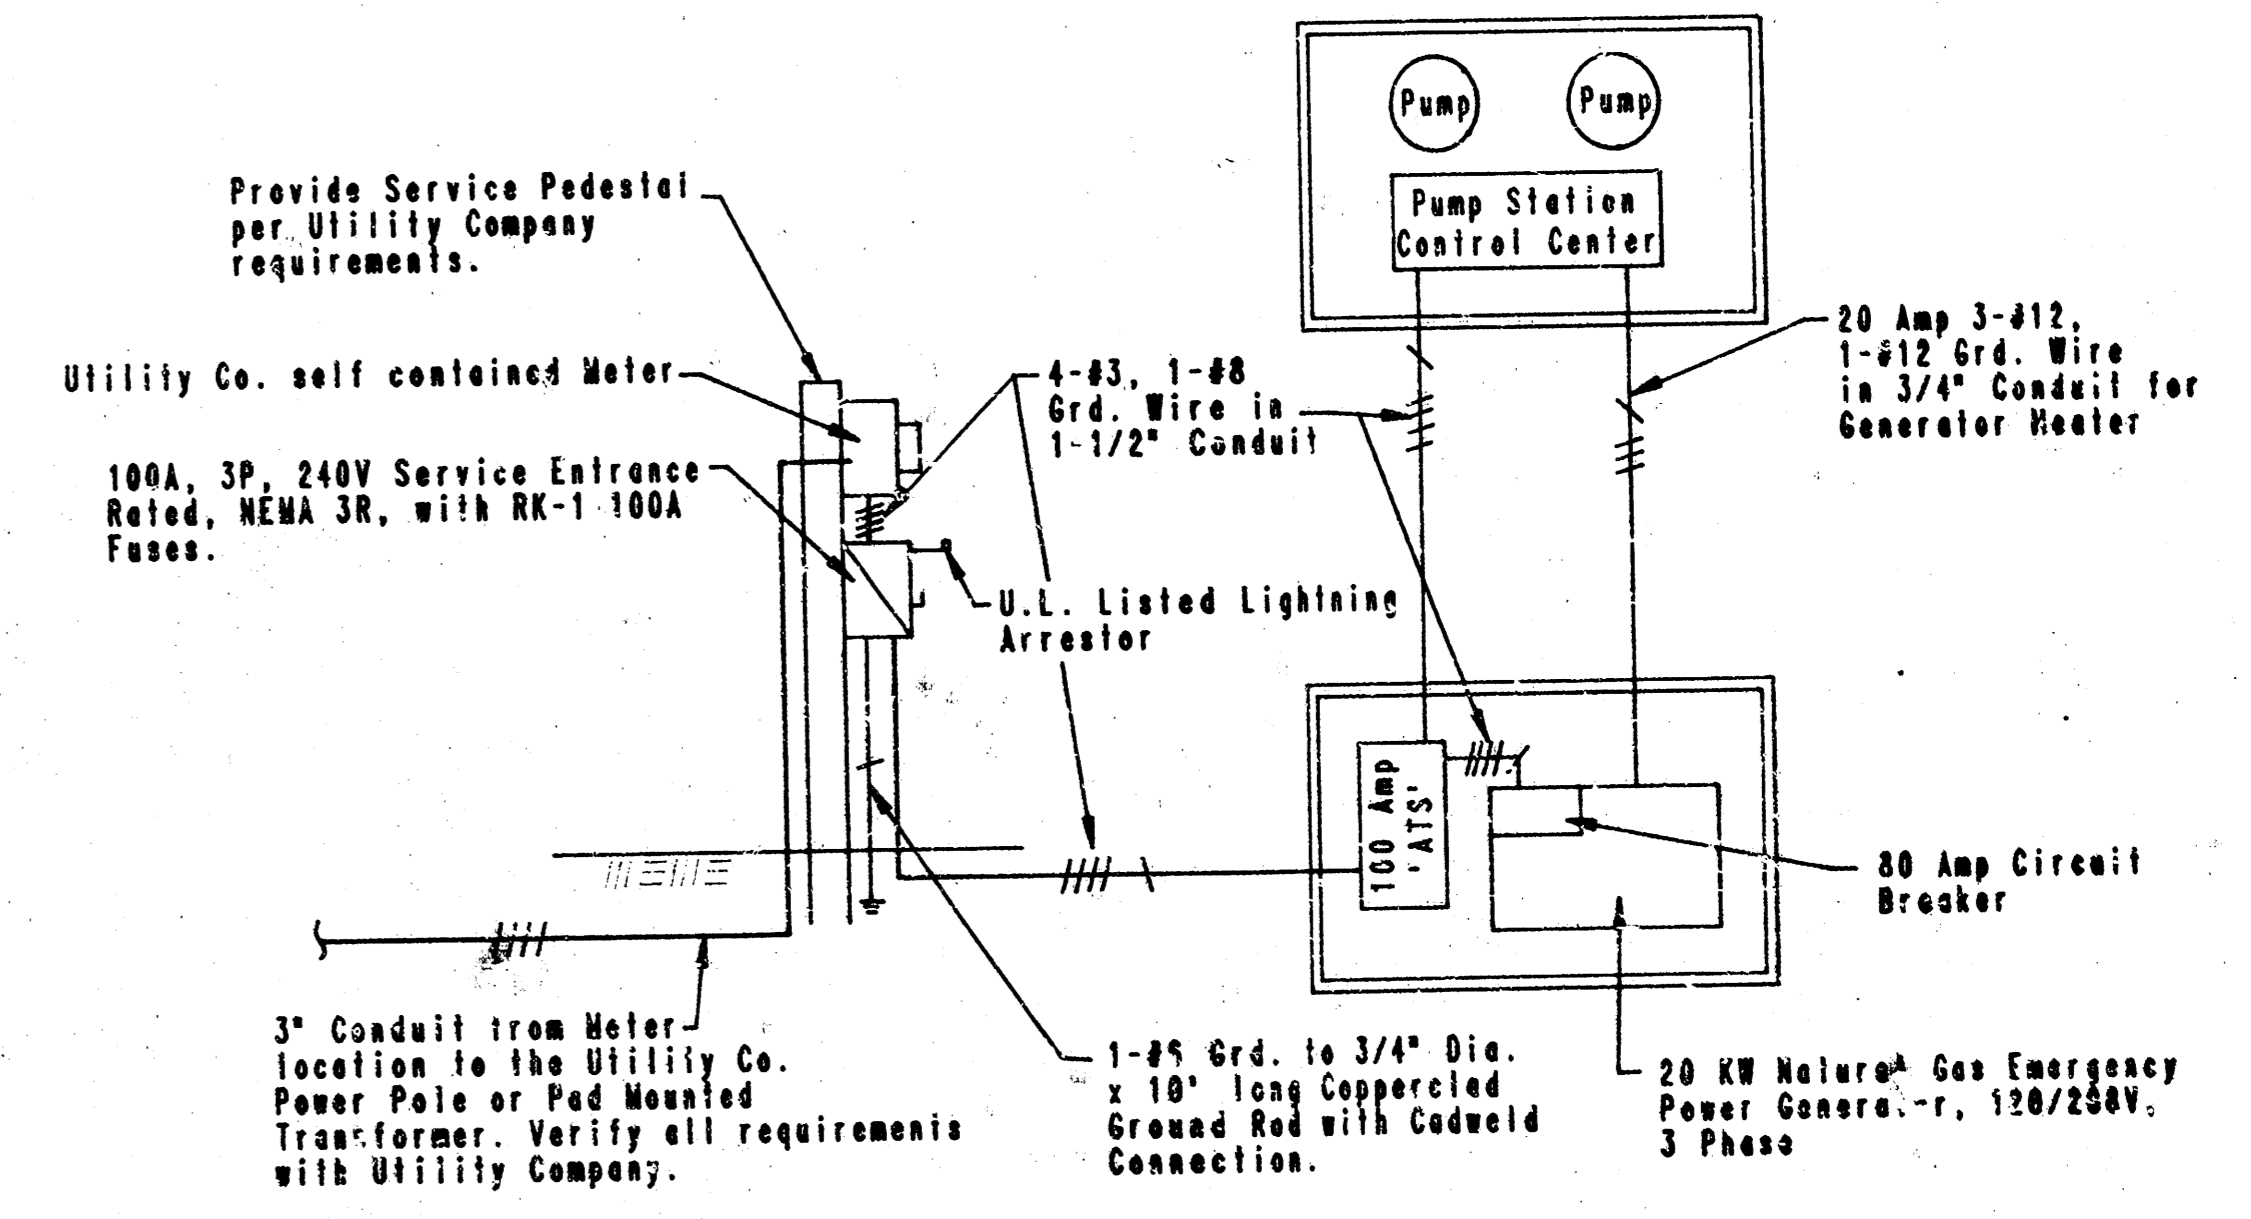 Pump
Pump
Pump Station
Control Center
Provide Service Pedestal
per Utility Company
requirements.
Utility Co. self contained Meter
100A, 3P, 240V Service Entrance
Rated, NEMA 3R, with RK-1 100A
Fuses.
4-#3, 1-#8
Grd. Wire in
1-1/2" Conduit
20 Amp 3-#12,
1-#12 Grd. Wire
in 3/4" Conduit for
Generator Heater
U.L. Listed Lightning
Arrestor
100 Amp
'ATS'
80 Amp Circuit
Breaker
3" Conduit from Meter
location to the Utility Co.
Power Pole or Pad Mounted
Transformer. Verify all requirements
with Utility Company.
Grd. to 3/4" Dia.
x 10' long Copperclad
Ground Rod with Cadweld
Connection.
20 KW Natural Gas Emergency
Power 120/208V,
3 Phase